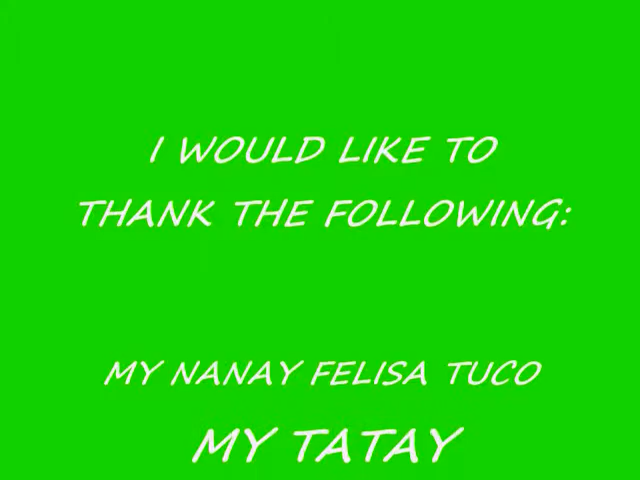 I WOULD LIKE TO
THANK THE FOLLOWING:
MY NANAY FELISA TUCO
MY TATAY